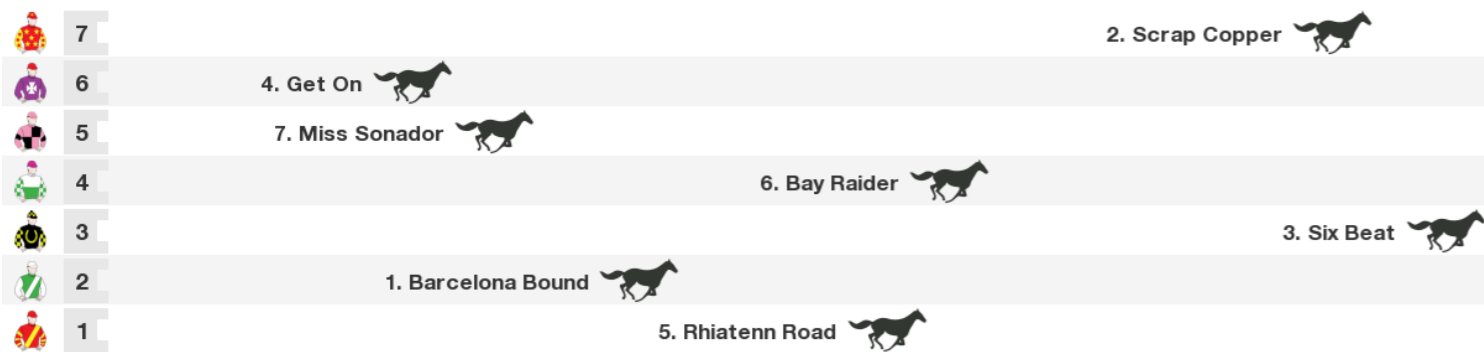 7 2. Scrap Copper
6 4. Get On
5 7. Miss Sonador
4 6. Bay Raider
3 3. Six Beat
2 1. Barcelona Bound
1 5. Rhiatenn Road